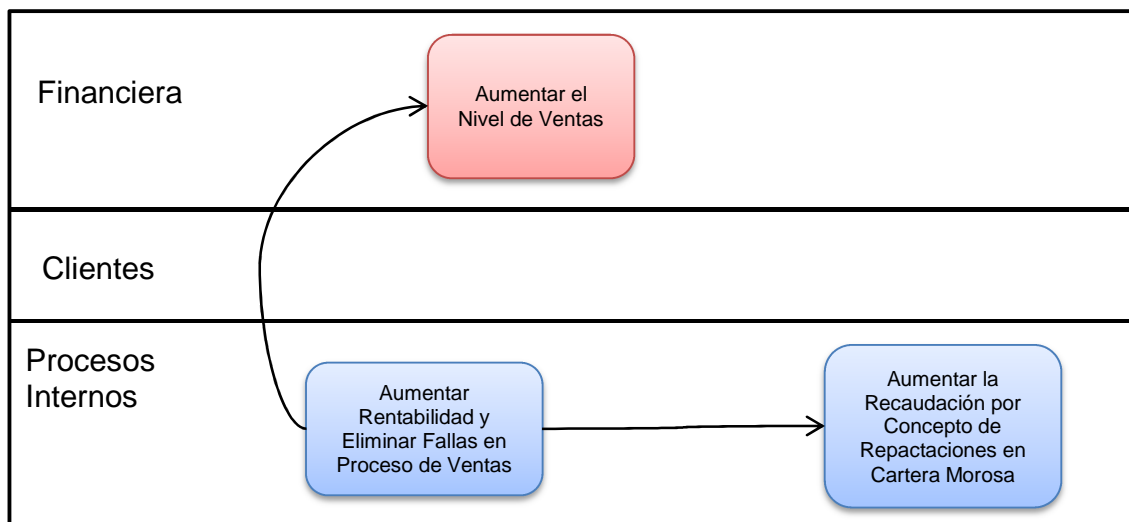 Financiera
Aumentar el
Nivel de Ventas
Clientes
Procesos
Internos
Aumentar
Rentabilidad y
Eliminar Fallas en
Proceso de Ventas
Aumentar la
Recaudación por
Concepto de
Repactaciones en
Cartera Morosa